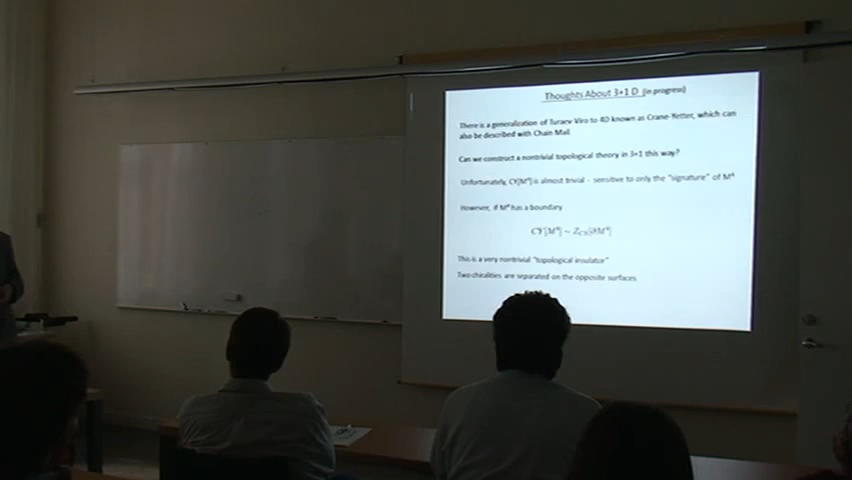 Thoughts About 3+1 D (in progress)
There is a generalization of Turaev Viro to 4D known as Crane-Yetter, which can
also be described with Chain Mail
Can we construct a nontrivial topological theory in 3+1 this way?
Unfortunately, CY[M⁴] is almost trivial - sensitive to only the "signature" of M⁴
However, if M⁴ has a boundary
CY[M⁴] ~ Z_CS[∂M⁴]
This is a very nontrivial "topological insulator"
Two chiralities are separated on the opposite surfaces